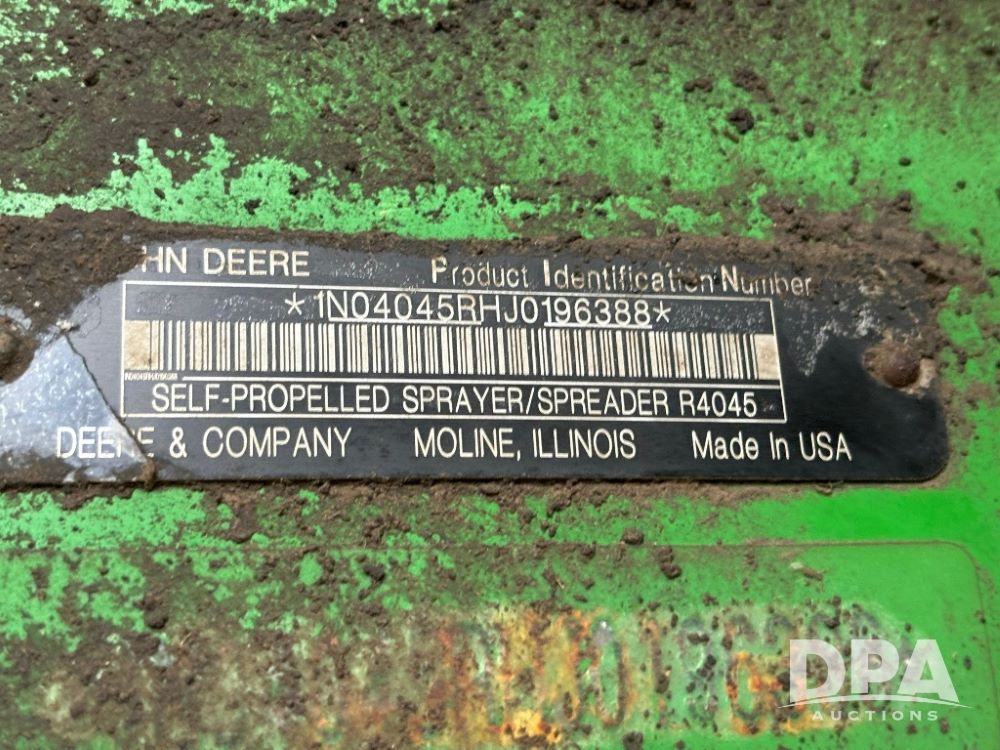 HN DEERE Product Identification Number
*1N04045RHJ0196388*
SELF-PROPELLED SPRAYER/SPREADER R4045
DEERE & COMPANY MOLINE, ILLINOIS Made In USA
DPA
AUCTIONS